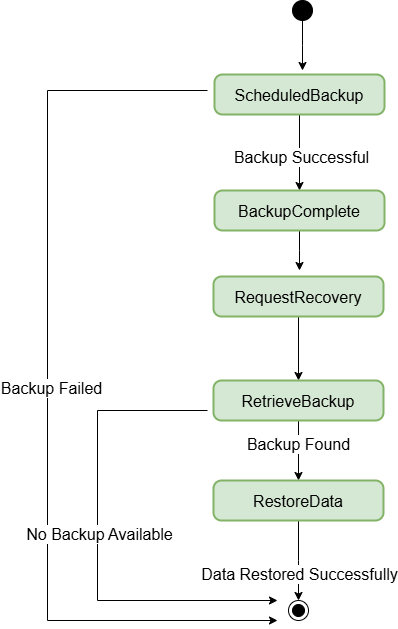 ScheduledBackup
Backup Successful
BackupComplete
RequestRecovery
Backup Failed
RetrieveBackup
Backup Found
RestoreData
No Backup Available
Data Restored Successfully